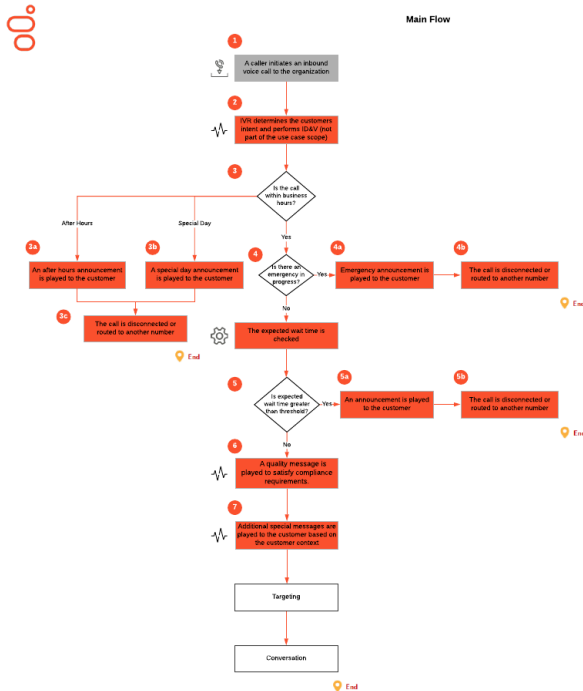 Main Flow
1
A caller initiates an inbound
voice call to the organization
2
IVR determines the customers
intent and performs ID&V (not
part of the use case scope)
3
Is the call
within business
hours?
After Hours
Special Day
Yes
3a
An after hours announcement
is played to the customer
3b
A special day announcement
is played to the customer
3c
The call is disconnected or
routed to another number
End
4
Is there an
emergency in
progress?
Yes
4a
Emergency announcement is
played to the customer
4b
The call is disconnected or
routed to another number
En
No
The expected wait time is
checked
5
Is expected
wait time greater
than threshold?
Yes
5a
An announcement is played
to the customer
5b
The call is disconnected or
routed to another number
En
No
6
A quality message is
played to satisfy compliance
requirements.
7
Additional special messages are
played to the customer based on
the customer context
Targeting
Conversation
End